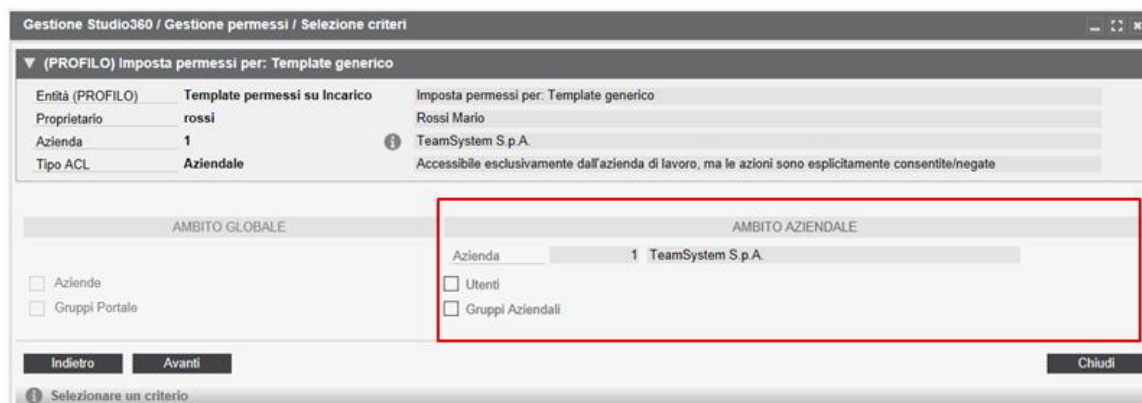 Gestione Studio360 / Gestione permessi / Selezione criteri
(PROFILO) Imposta permessi per: Template generico
Entità (PROFILO) Template permessi su Incarico Imposta permessi per: Template generico
Proprietario rossi Rossi Mario
Azienda 1 TeamSystem S.p.A.
Tipo ACL Aziendale Accessibile esclusivamente dall'azienda di lavoro, ma le azioni sono esplicitamente consentite/negate
AMBITO GLOBALE AMBITO AZIENDALE
Azienda 1 TeamSystem S.p.A.
Aziende Utenti
Gruppi Portale Gruppi Aziendali
Indietro Avanti Chiudi
Selezionare un criterio